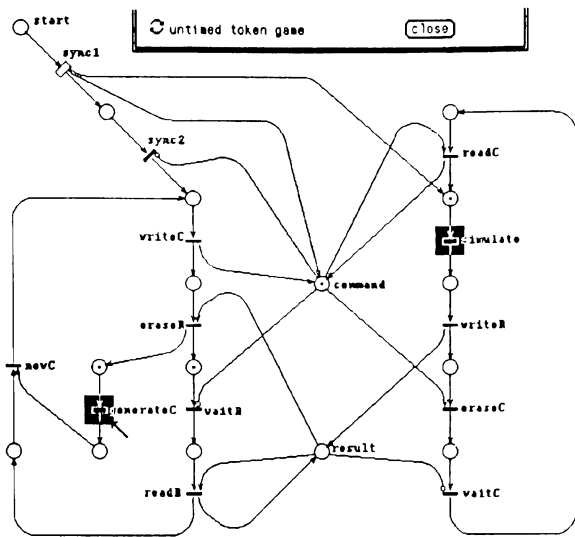 start
untimed token game
close
sync1
sync2
readC
writeC
simulate
command
eraseR
writeR
newC
generateC
waitR
eraseC
result
readR
waitC